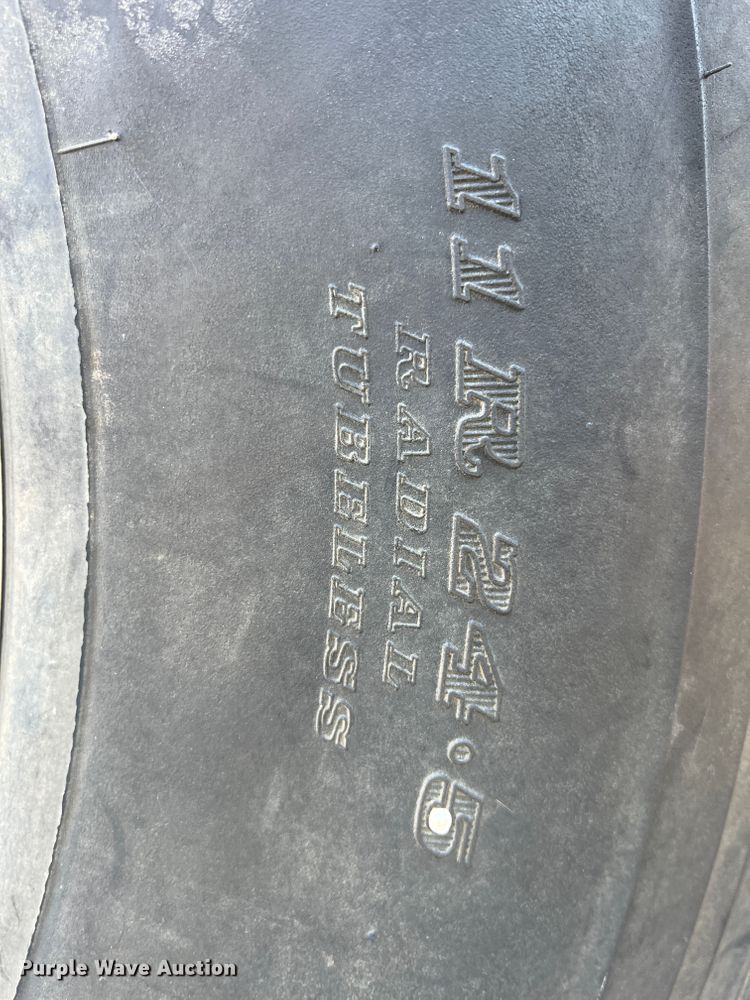 11R24.5
RADIAL
TUBELESS
Purple Wave Auction